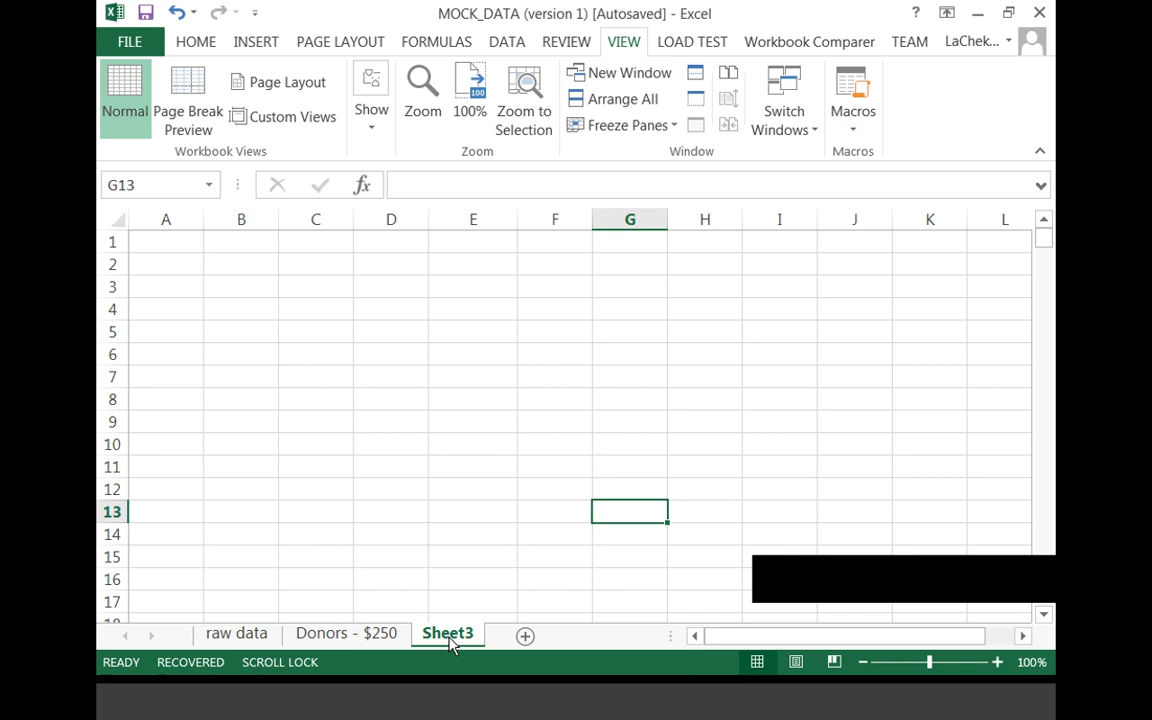 MOCK_DATA (version 1) [Autosaved] - Excel
?
FILE HOME INSERT PAGE LAYOUT FORMULAS DATA REVIEW VIEW LOAD TEST Workbook Comparer TEAM LaChek...
Normal
Page Break Preview
Page Layout
Custom Views
Workbook Views
Show
Zoom
100
100%
Zoom to Selection
Zoom
New Window
Arrange All
Freeze Panes
Switch Windows
Window
Macros
Macros
G13
fx
A B C D E F G H I J K L
1
2
3
4
5
6
7
8
9
10
11
12
13
14
15
16
17
18
raw data Donors - $250 Sheet3
READY RECOVERED SCROLL LOCK 100%